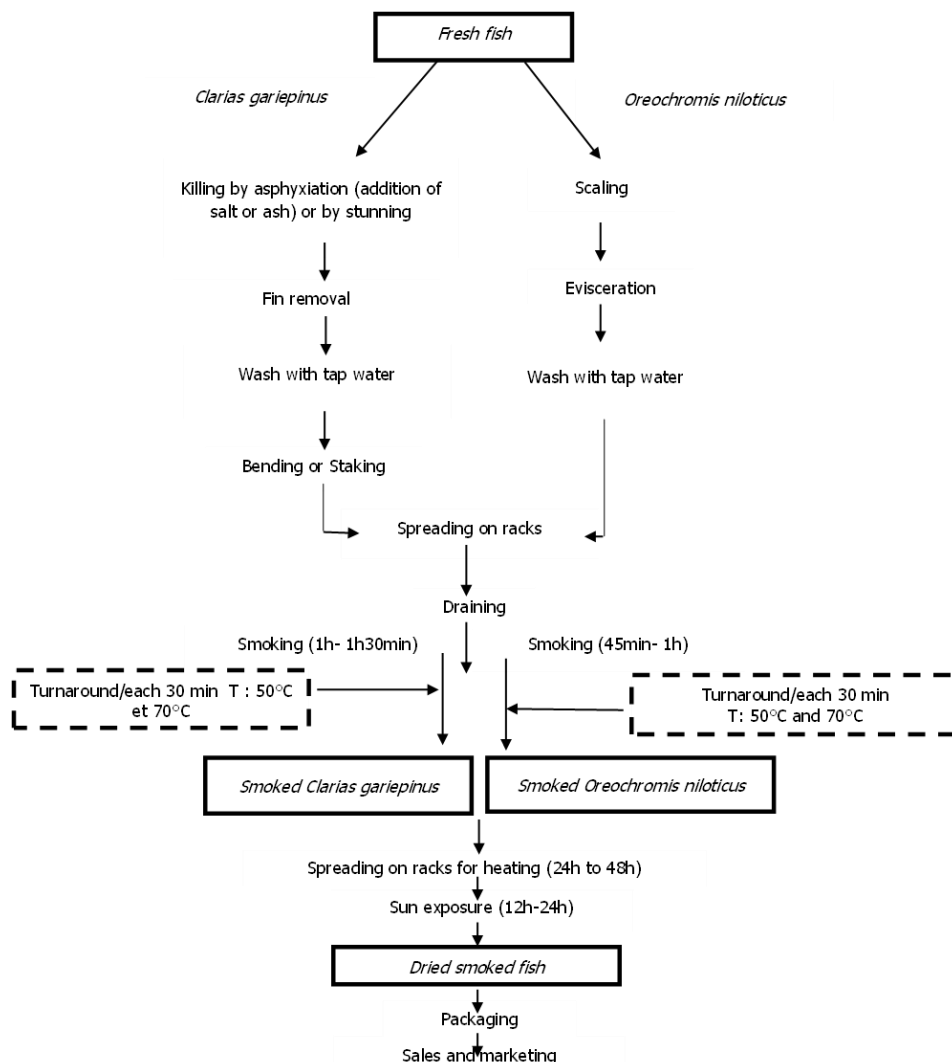 Fresh fish
Clarias gariepinus
Oreochromis niloticus
Killing by asphyxiation (addition of
salt or ash) or by stunning
Scaling
Fin removal
Evisceration
Wash with tap water
Wash with tap water
Bending or Staking
Spreading on racks
Draining
Smoking (1h- 1h30min)
Smoking (45min- 1h)
Turnaround/each 30 min T : 50°C
et 70°C
Turnaround/each 30 min
T: 50°C and 70°C
Smoked Clarias gariepinus
Smoked Oreochromis niloticus
Spreading on racks for heating (24h to 48h)
Sun exposure (12h-24h)
Dried smoked fish
Packaging
Sales and marketing